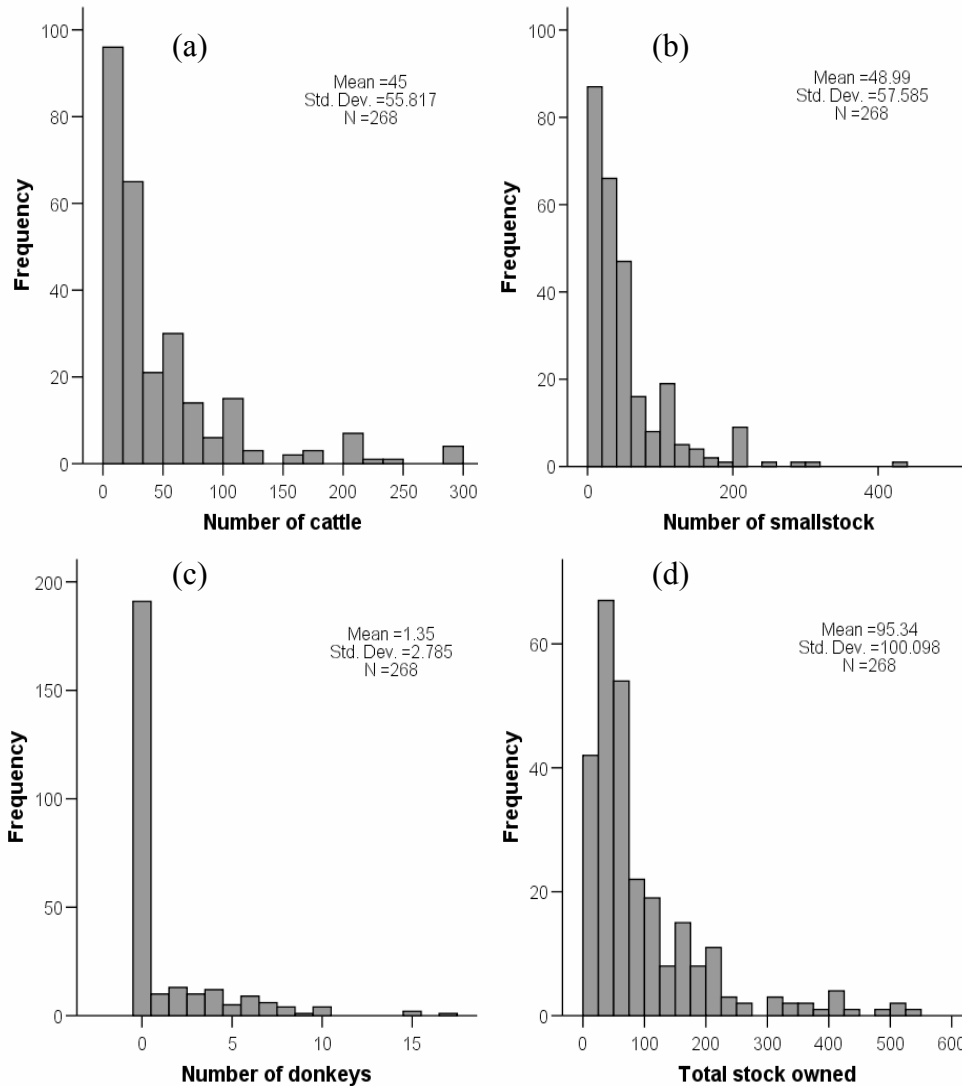 (a)
Mean =45
Std. Dev. =55.817
N =268
Frequency
100
80
60
40
20
0
0 50 100 150 200 250 300
Number of cattle
(b)
Mean =48.99
Std. Dev. =57.585
N =268
Frequency
100
80
60
40
20
0
0 200 400
Number of smallstock
(c)
Mean =1.35
Std. Dev. =2.785
N =268
Frequency
200
150
100
50
0
0 5 10 15
Number of donkeys
(d)
Mean =95.34
Std. Dev. =100.098
N =268
Frequency
60
40
20
0
0 100 200 300 400 500 600
Total stock owned